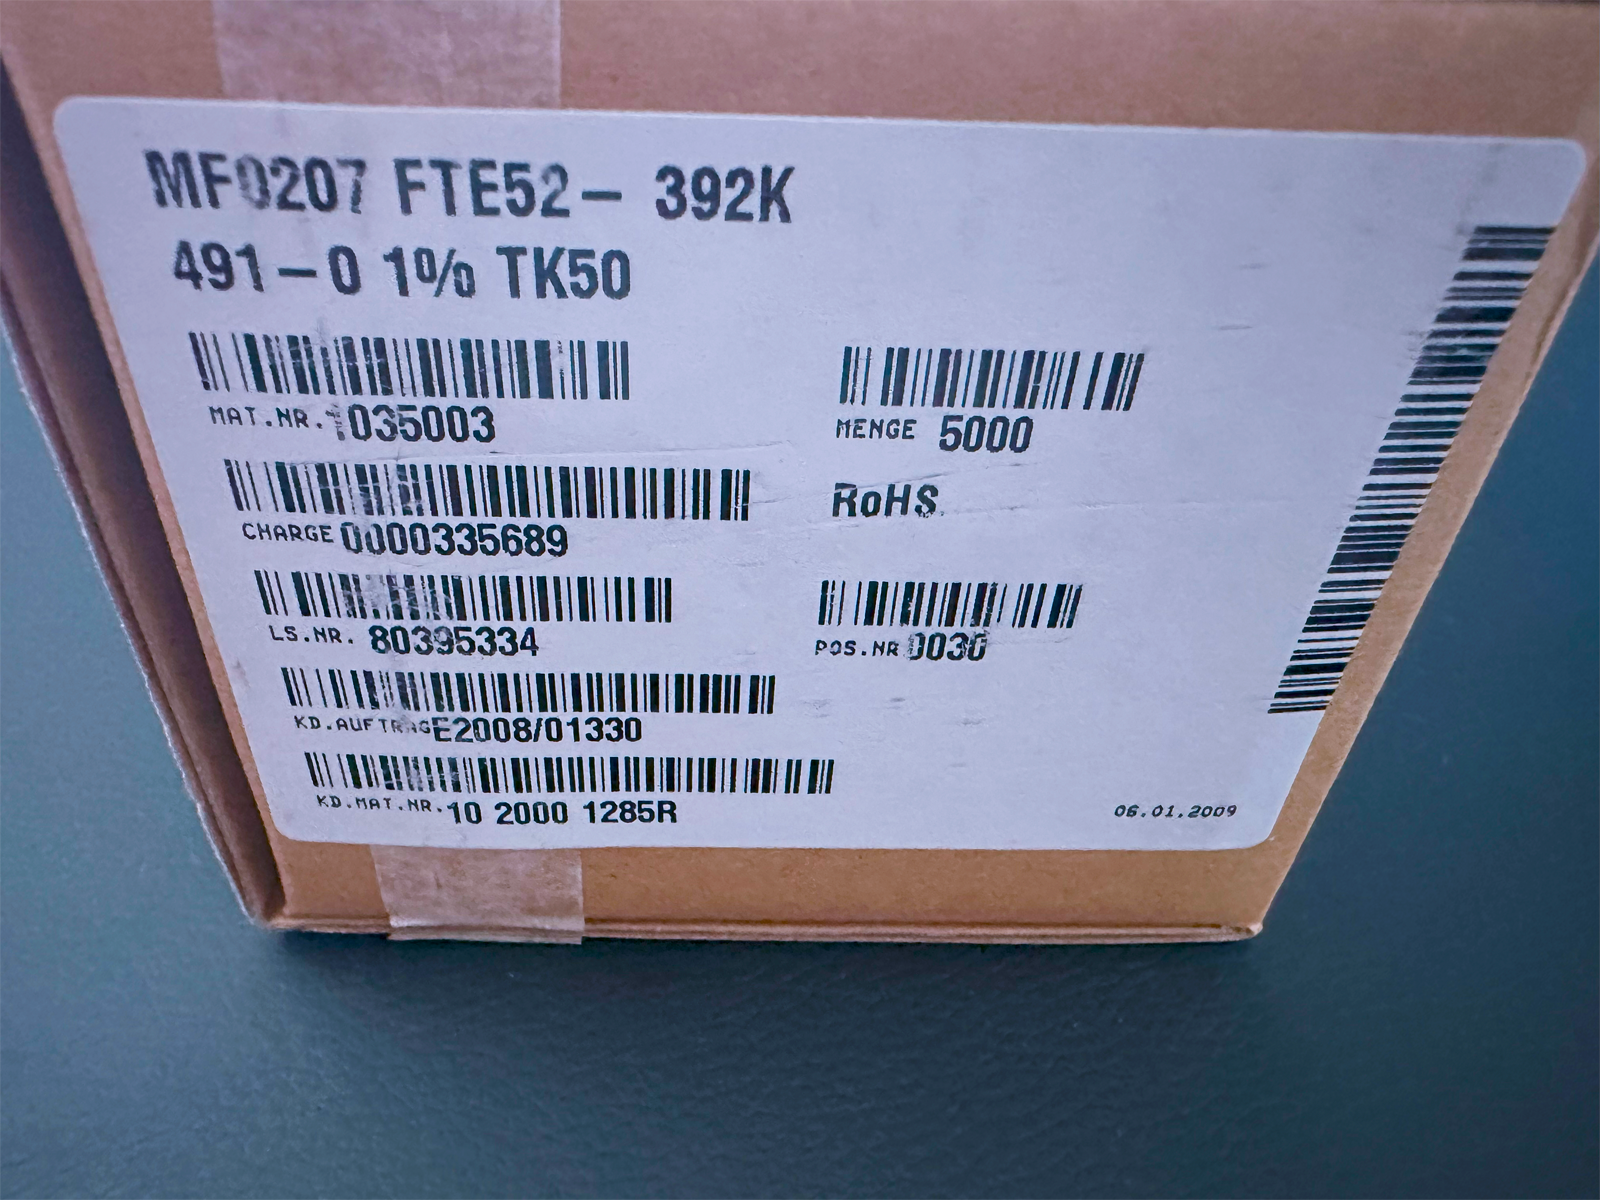 MF0207 FTE52- 392K
491-0 1% TK50
MAT.NR. 1035003
MENGE 5000
CHARGE 0000335689
RoHS
LS.NR. 80395334
POS.NR 0030
KD.AUFTRAG E2008/01330
KD.MAT.NR. 10 2000 1285R
06.01.2009